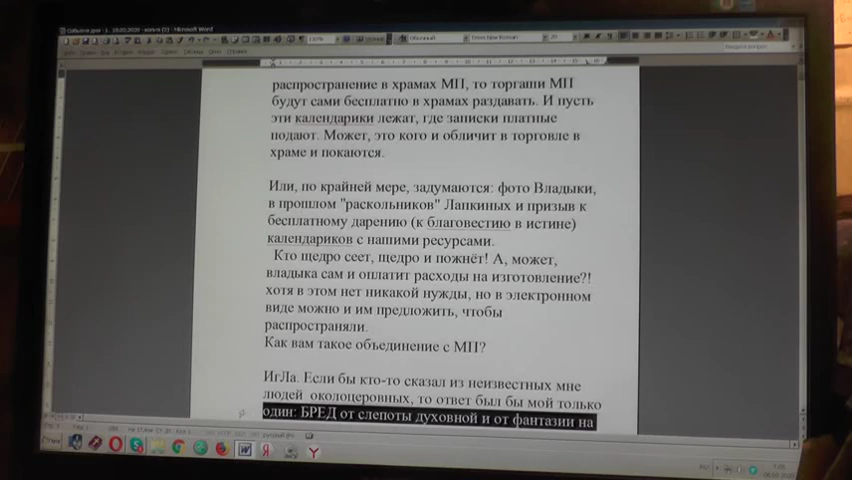 распространение в храмах МП, то торгаши МП
будут сами бесплатно в храмах раздавать. И пусть
эти календарики лежат, где записки платные
подают. Может, это кого и обличит в торговле в
храме и покаются.
Или, по крайней мере, задумаются: фото Владыки,
в прошлом "раскольников" Лапкиных и призыв к
бесплатному дарению (к благовестию в истине)
календариков с нашими ресурсами.
Кто щедро сеет, щедро и пожнёт! А, может,
владыка сам и оплатит расходы на изготовление?!
хотя в этом нет никакой нужды, но в электронном
виде можно и им предложить, чтобы
распространяли.
Как вам такое объединение с МП?
ИгЛа. Если бы кто-то сказал из неизвестных мне
людей околоцеровных, то ответ был бы мой только
один: БРЕД от слепоты духовной и от фантазии на